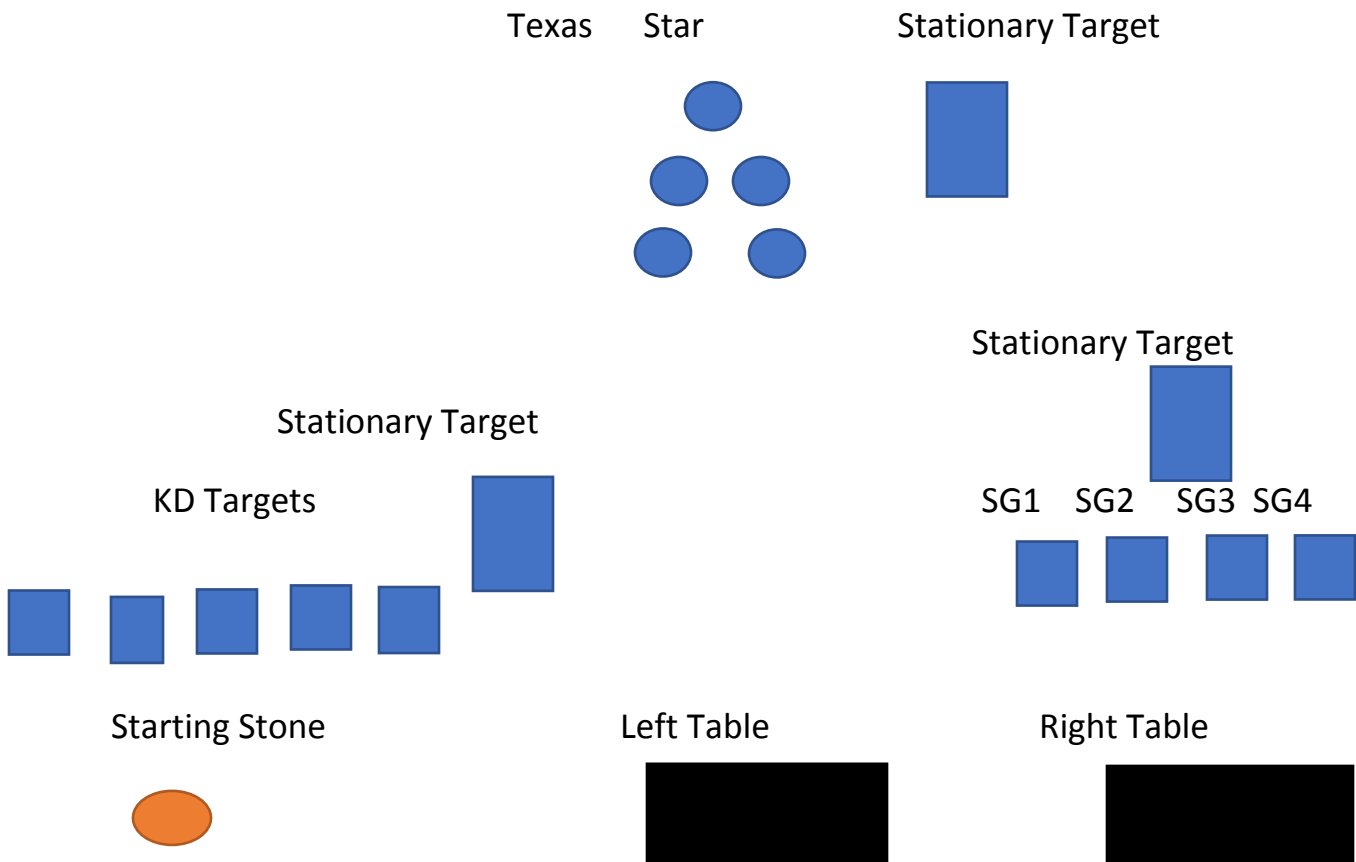 Texas Star Stationary Target
Stationary Target
Stationary Target
KD Targets
SG1 SG2 SG3 SG4
Starting Stone Left Table Right Table